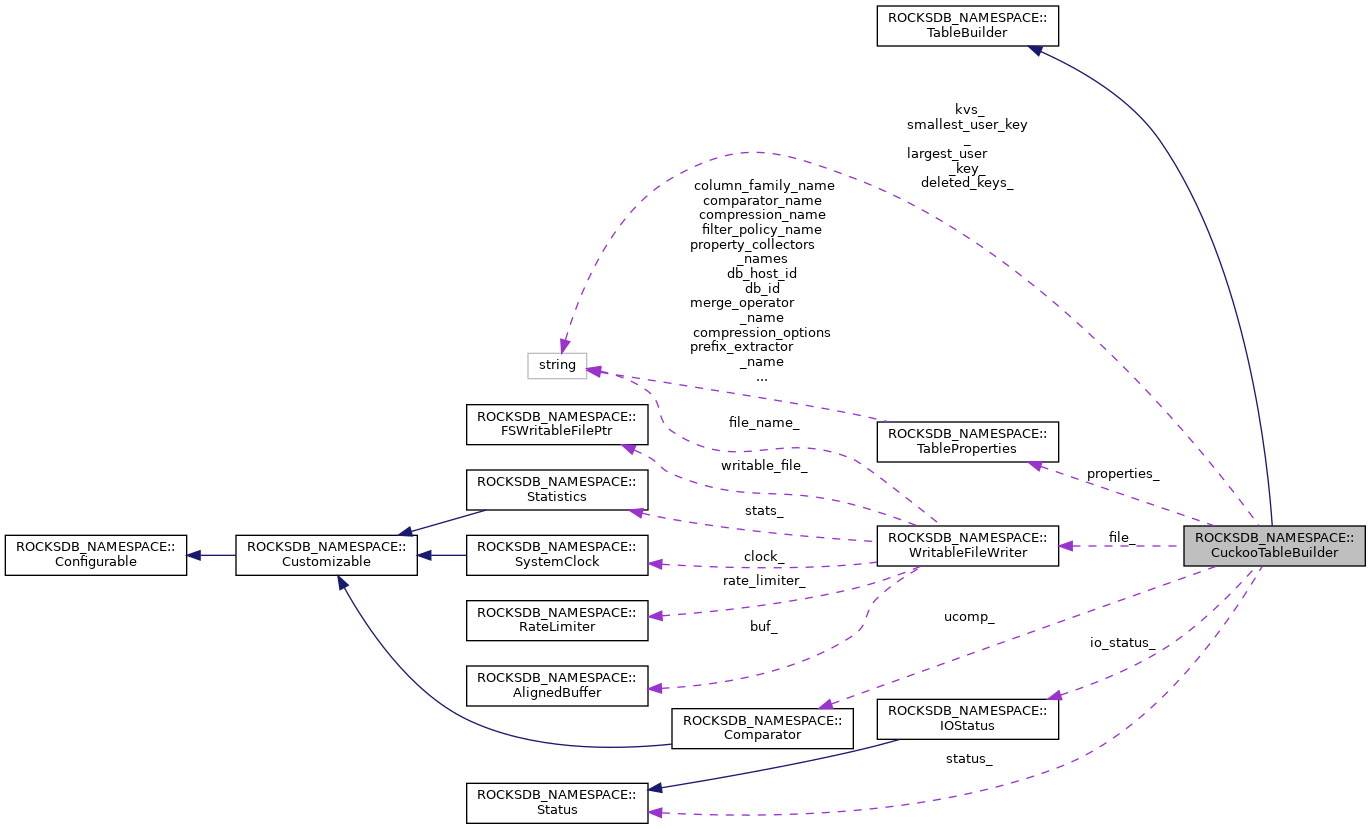 ROCKSDB_NAMESPACE::
TableBuilder
kvs_
smallest_user_key
_
largest_user
_key_
deleted_keys_
column_family_name
comparator_name
compression_name
filter_policy_name
property_collectors
_names
db_host_id
db_id
merge_operator
_name
compression_options
prefix_extractor
_name
...
string
ROCKSDB_NAMESPACE::
FSWritableFilePtr
file_name_
ROCKSDB_NAMESPACE::
TableProperties
writable_file_
properties_
ROCKSDB_NAMESPACE::
Statistics
stats_
ROCKSDB_NAMESPACE::
Configurable
ROCKSDB_NAMESPACE::
Customizable
ROCKSDB_NAMESPACE::
SystemClock
clock_
ROCKSDB_NAMESPACE::
WritableFileWriter
file_
ROCKSDB_NAMESPACE::
CuckooTableBuilder
rate_limiter_
ROCKSDB_NAMESPACE::
RateLimiter
buf_
ucomp_
io_status_
ROCKSDB_NAMESPACE::
AlignedBuffer
ROCKSDB_NAMESPACE::
Comparator
ROCKSDB_NAMESPACE::
IOStatus
status_
ROCKSDB_NAMESPACE::
Status